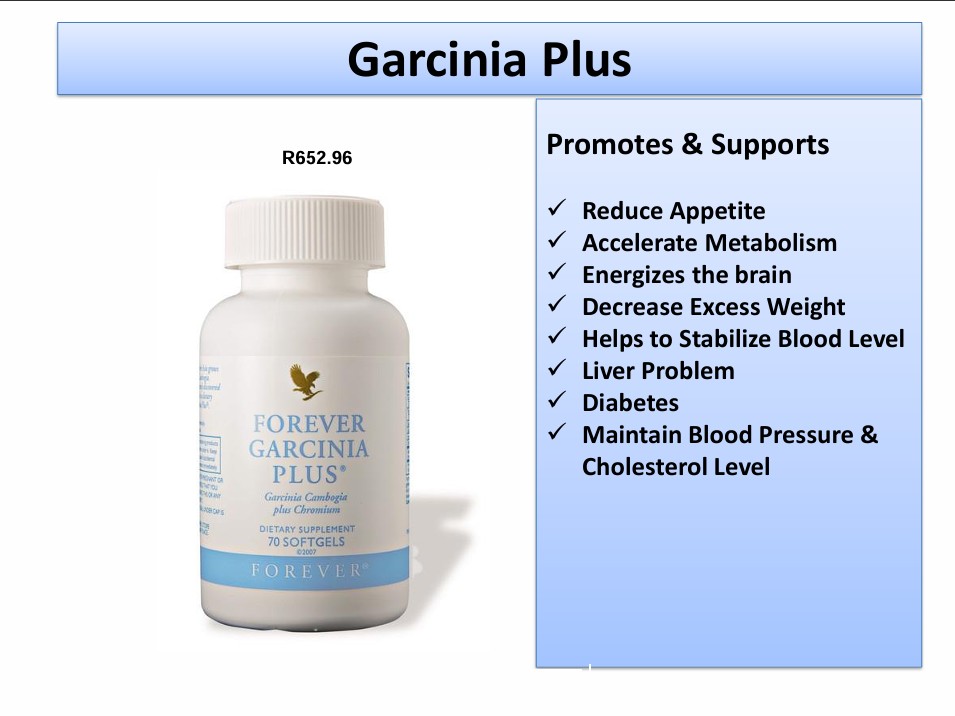 Garcinia Plus
R652.96
FOREVER
GARCINIA
PLUS®
Garcinia Cambogia
plus Chromium
DIETARY SUPPLEMENT
70 SOFTGELS
©2007
FOREVER®
Promotes & Supports
✓ Reduce Appetite
✓ Accelerate Metabolism
✓ Energizes the brain
✓ Decrease Excess Weight
✓ Helps to Stabilize Blood Level
✓ Liver Problem
✓ Diabetes
✓ Maintain Blood Pressure &
Cholesterol Level